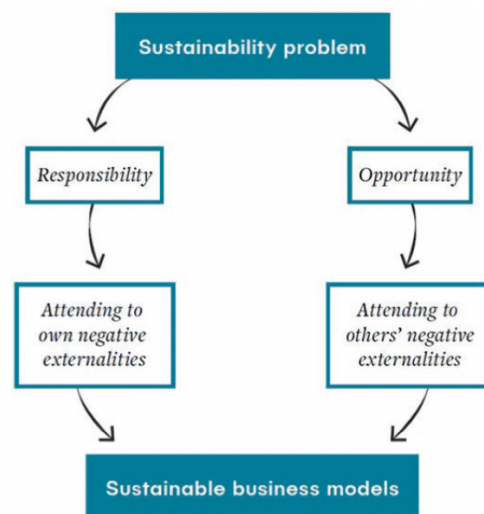 Sustainability problem
Responsibility
Opportunity
Attending to
own negative
externalities
Attending to
others’ negative
externalities
Sustainable business models